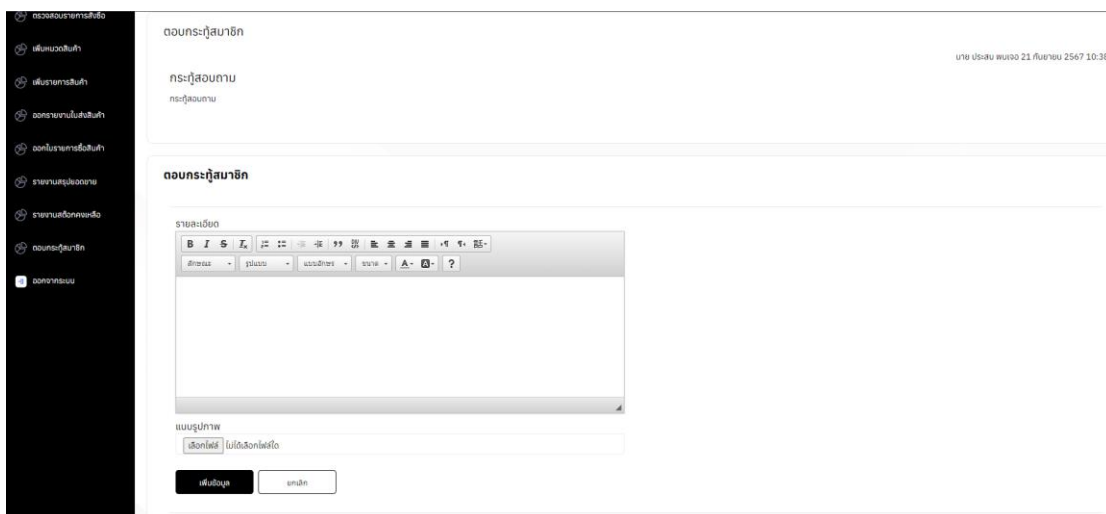 ตรวจสอบรายการสั่งซื้อ
เพิ่มหมวดสินค้า
เพิ่มรายการสินค้า
ออกรายงานใบส่งสินค้า
ออกใบรายการซื้อสินค้า
รายงานสรุปยอดขาย
รายงานสต๊อกคงเหลือ
ตอบกระทู้สมาชิก
ออกจากระบบ
ตอบกระทู้สมาชิก
นาย ประสบ พบเจอ 21 กันยายน 2567 10:38
กระทู้สอบถาม
กระทู้สอบถาม
ตอบกระทู้สมาชิก
รายละเอียด
ลักษณะ รูปแบบ แบบอักษร ขนาด
แนบรูปภาพ
เลือกไฟล์ ไม่ได้เลือกไฟล์ใด
เพิ่มข้อมูล ยกเลิก